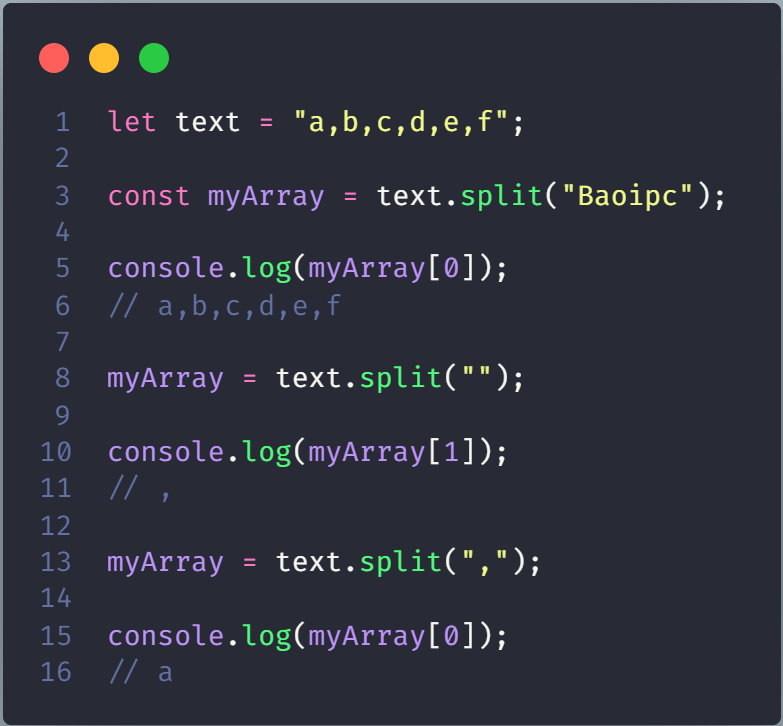 1 let text = "a,b,c,d,e,f";
2
3 const myArray = text.split("Baoipc");
4
5 console.log(myArray[0]);
6 // a,b,c,d,e,f
7
8 myArray = text.split("");
9
10 console.log(myArray[1]);
11 // ,
12
13 myArray = text.split(",");
14
15 console.log(myArray[0]);
16 // a